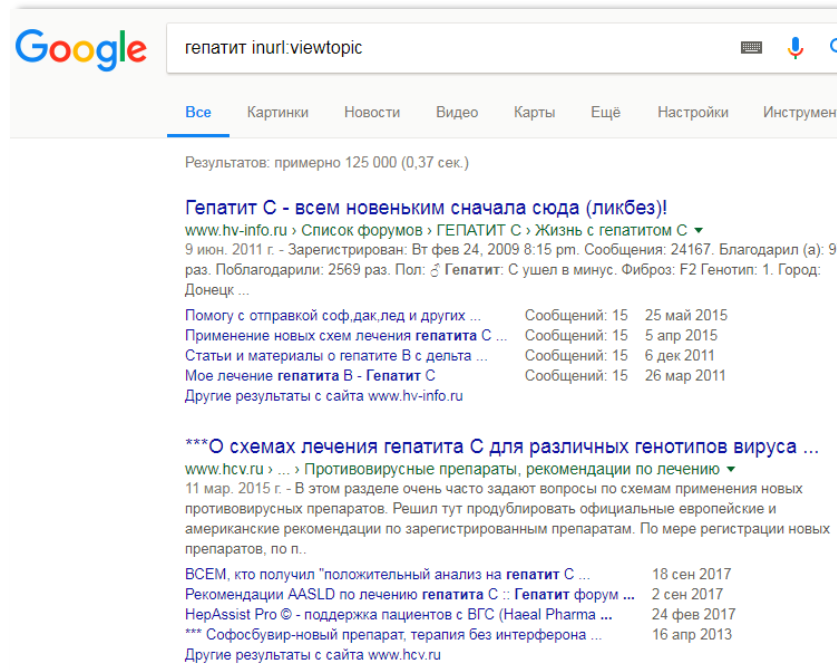 Google
гепатит inurl:viewtopic
Все Картинки Новости Видео Карты Ещё Настройки Инструмен
Результатов: примерно 125 000 (0,37 сек.)
Гепатит С - всем новеньким сначала сюда (ликбез)!
www.hv-info.ru › Список форумов › ГЕПАТИТ С › Жизнь с гепатитом С
9 июн. 2011 г. - Зарегистрирован: Вт фев 24, 2009 8:15 pm. Сообщения: 24167. Благодарил (а): 9
раз. Поблагодарили: 2569 раз. Пол: ♂ Гепатит: С ушел в минус. Фиброз: F2 Генотип: 1. Город:
Донецк ...
Помогу с отправкой соф,дак,лед и других ... Сообщений: 15 25 май 2015
Применение новых схем лечения гепатита С ... Сообщений: 15 5 апр 2015
Статьи и материалы о гепатите В с дельта ... Сообщений: 15 6 дек 2011
Мое лечение гепатита В - Гепатит С Сообщений: 15 26 мар 2011
Другие результаты с сайта www.hv-info.ru
***О схемах лечения гепатита С для различных генотипов вируса ...
www.hcv.ru › ... › Противовирусные препараты, рекомендации по лечению
11 мар. 2015 г. - В этом разделе очень часто задают вопросы по схемам применения новых
противовирусных препаратов. Решил тут продублировать официальные европейские и
американские рекомендации по зарегистрированным препаратам. По мере регистрации новых
препаратов, по п..
ВСЕМ, кто получил "положительный анализ на гепатит С ... 18 сен 2017
Рекомендации AASLD по лечению гепатита С :: Гепатит форум ... 2 сен 2017
HepAssist Pro © - поддержка пациентов с ВГС (Haeal Pharma ... 24 фев 2017
*** Софосбувир-новый препарат, терапия без интерферона ... 16 апр 2013
Другие результаты с сайта www.hcv.ru